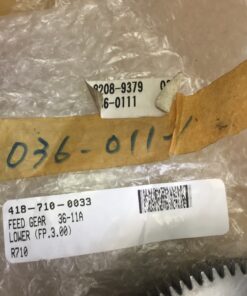 8208-9379
6-0111
036-011-1
418-710-0033
FEED GEAR 36-11A
LOWER (FP.3.00)
R710